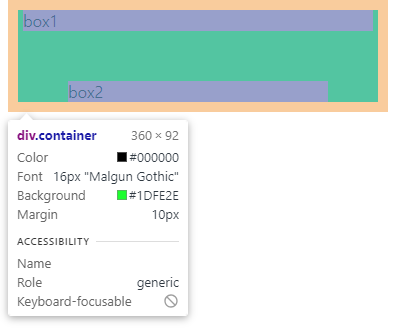 box1
box2
div.container 360 × 92
Color #000000
Font 16px "Malgun Gothic"
Background #1DFE2E
Margin 10px
ACCESSIBILITY
Name
Role generic
Keyboard-focusable